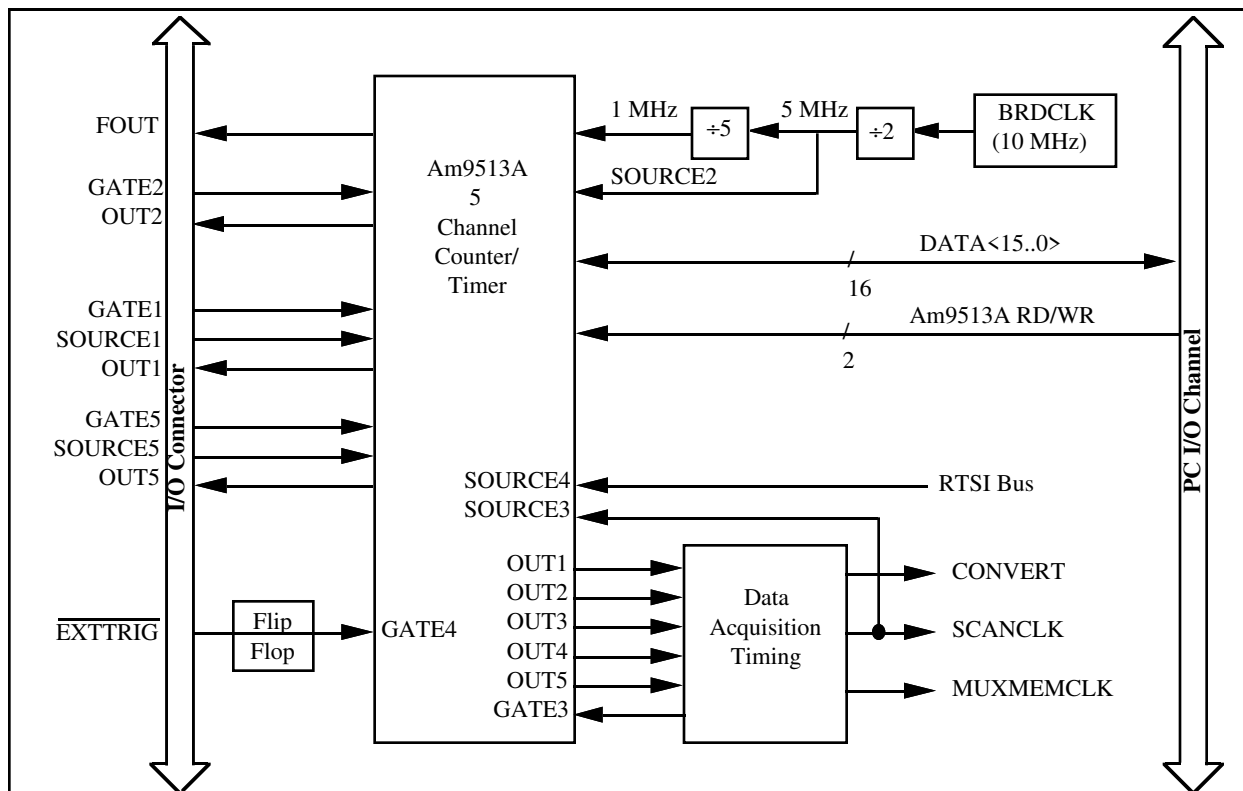 FOUT
GATE2
OUT2
GATE1
SOURCE1
OUT1
GATE5
SOURCE5
OUT5
EXTTRIG
I/O Connector
Flip
Flop
Am9513A
5
Channel
Counter/
Timer
GATE4
1 MHz
÷5
5 MHz
÷2
BRDCLK
(10 MHz)
SOURCE2
DATA<15..0>
16
Am9513A RD/WR
2
SOURCE4
RTSI Bus
SOURCE3
OUT1
OUT2
OUT3
OUT4
OUT5
GATE3
Data
Acquisition
Timing
CONVERT
SCANCLK
MUXMEMCLK
PC I/O Channel